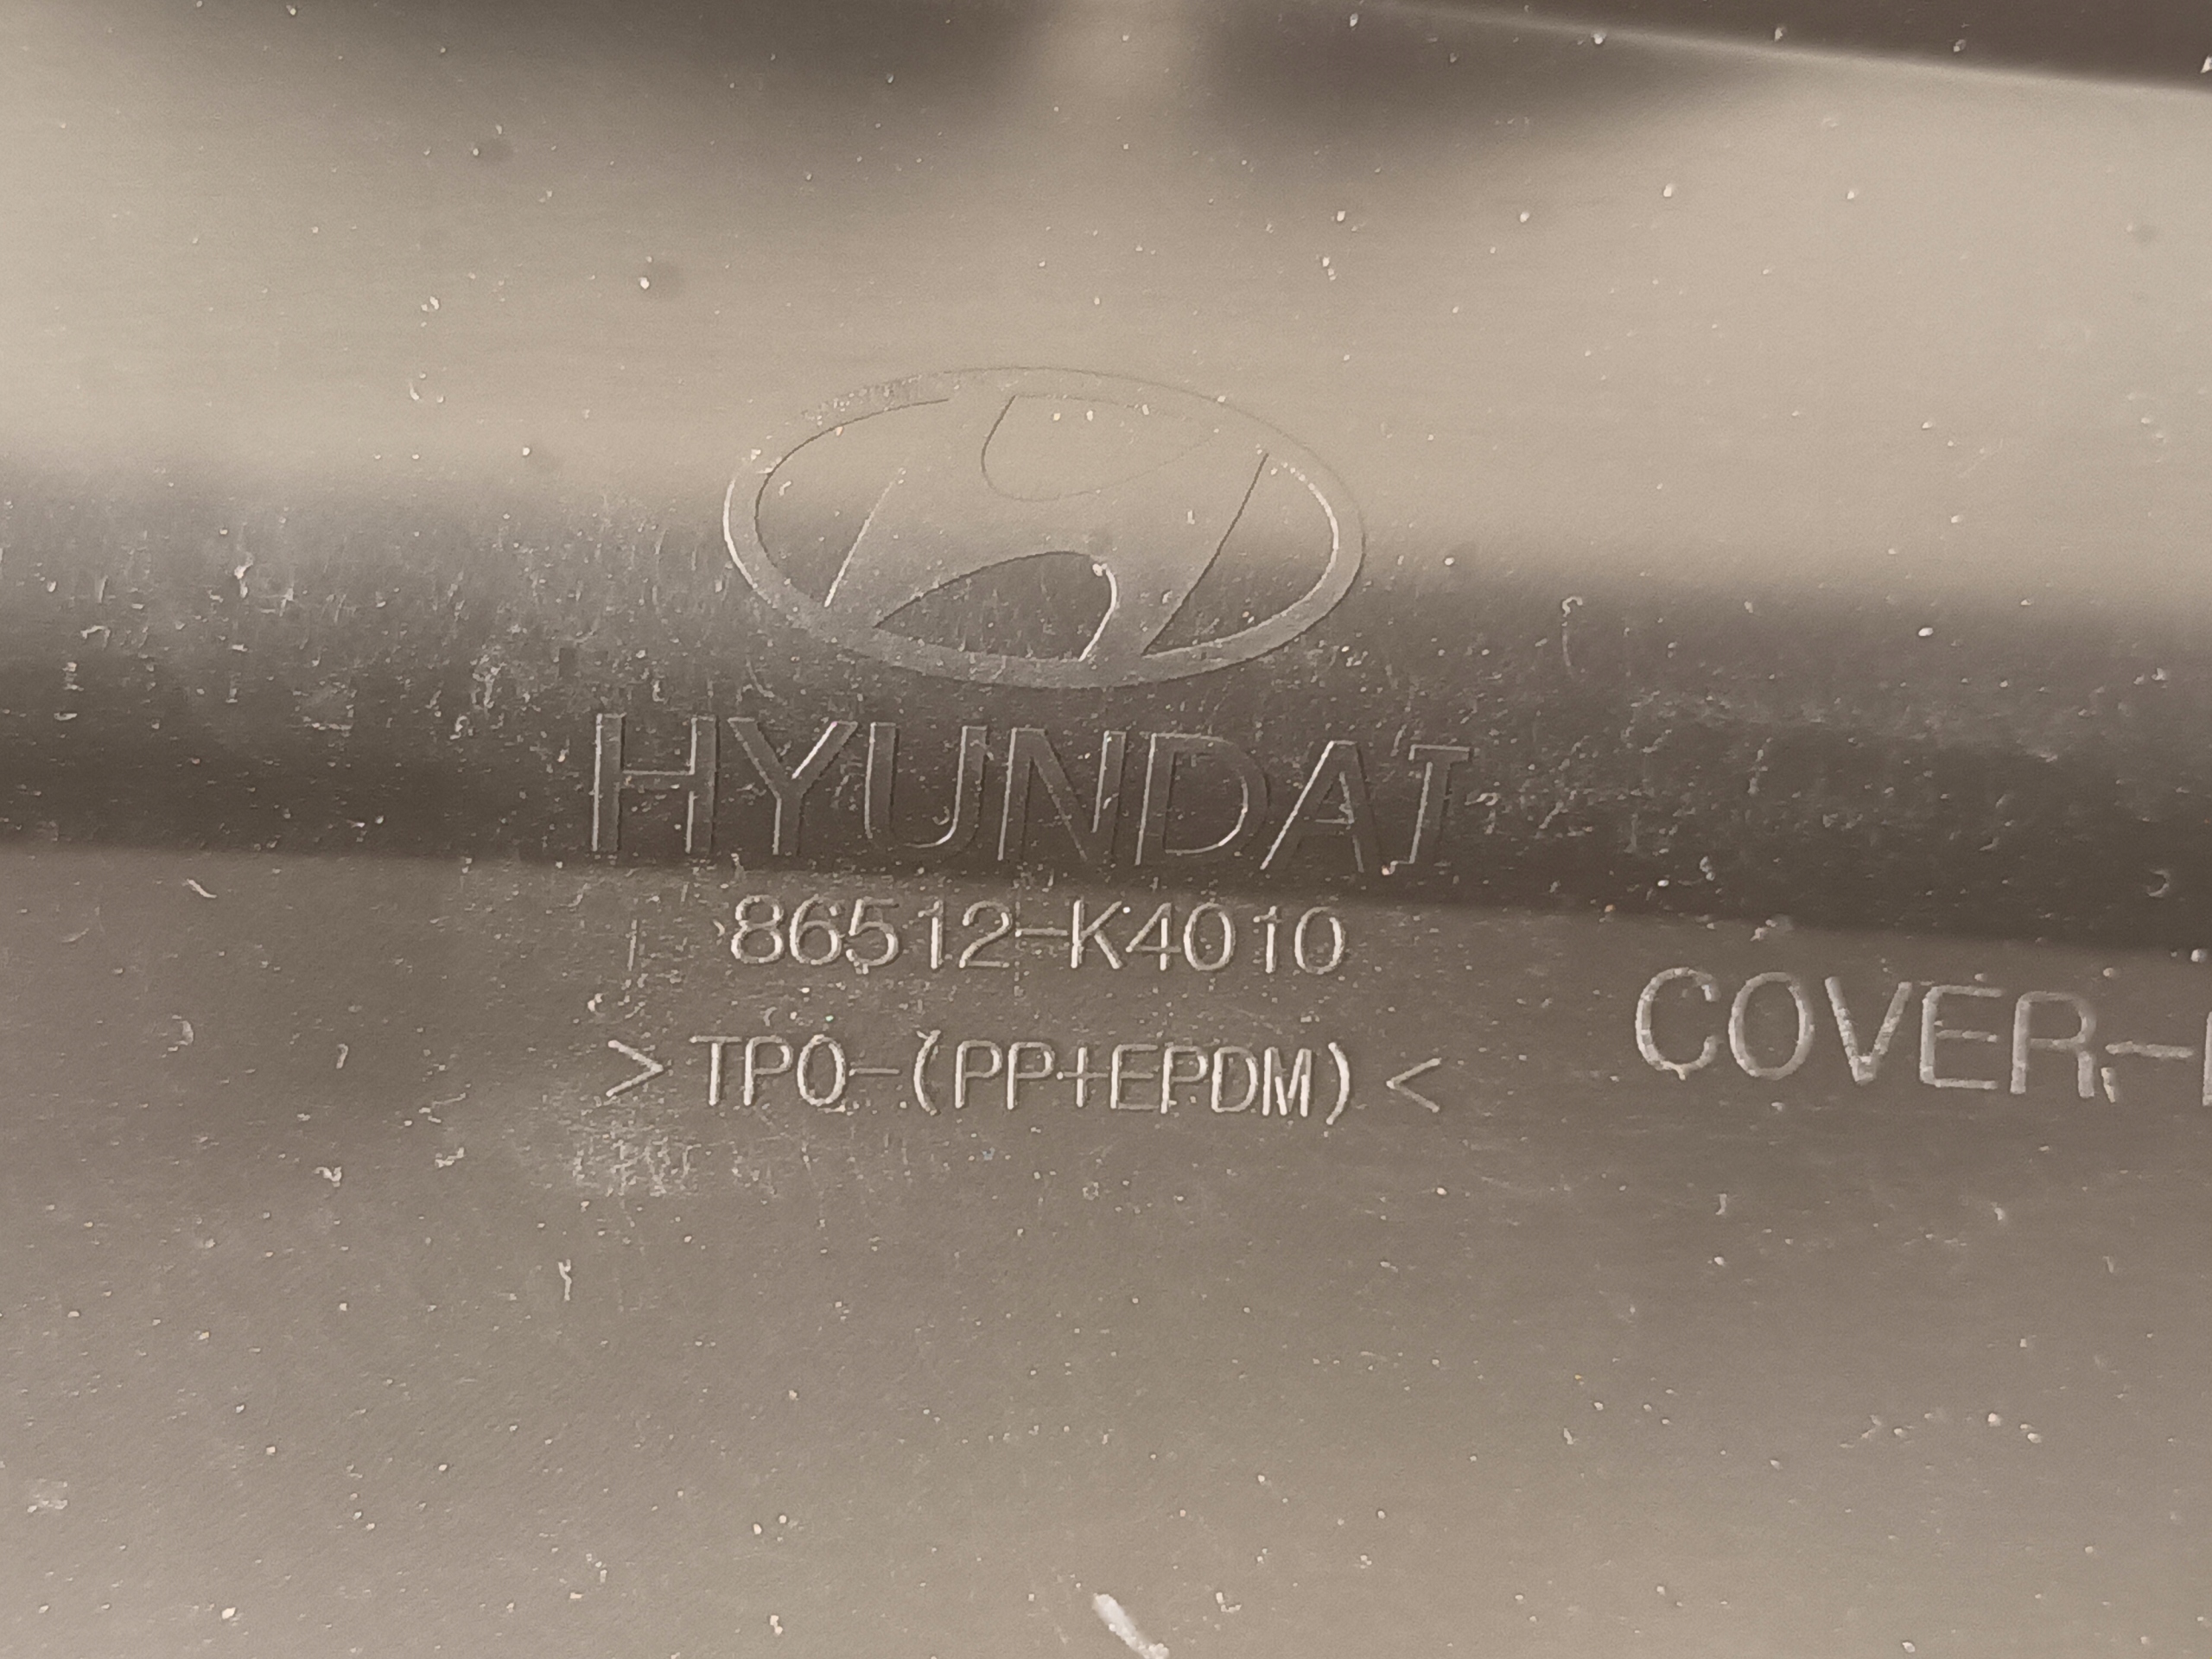 HYUNDAI
86512-K4010
>TPO-(PP+EPDM)<
COVER-